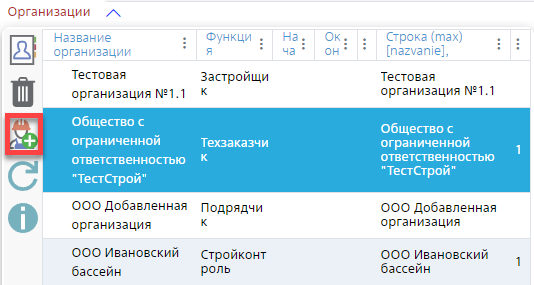 Организации
Название организации
Функция
Нача
Окон
Строка (max) [nazvanie],
Тестовая организация №1.1
Застройщик
Тестовая организация №1.1
Общество с ограниченной ответственностью "ТестСтрой"
Техзаказчик
Общество с ограниченной ответственностью "ТестСтрой"
1
ООО Добавленная организация
Подрядчик
ООО Добавленная организация
ООО Ивановский бассейн
Стройконтроль
ООО Ивановский бассейн
1